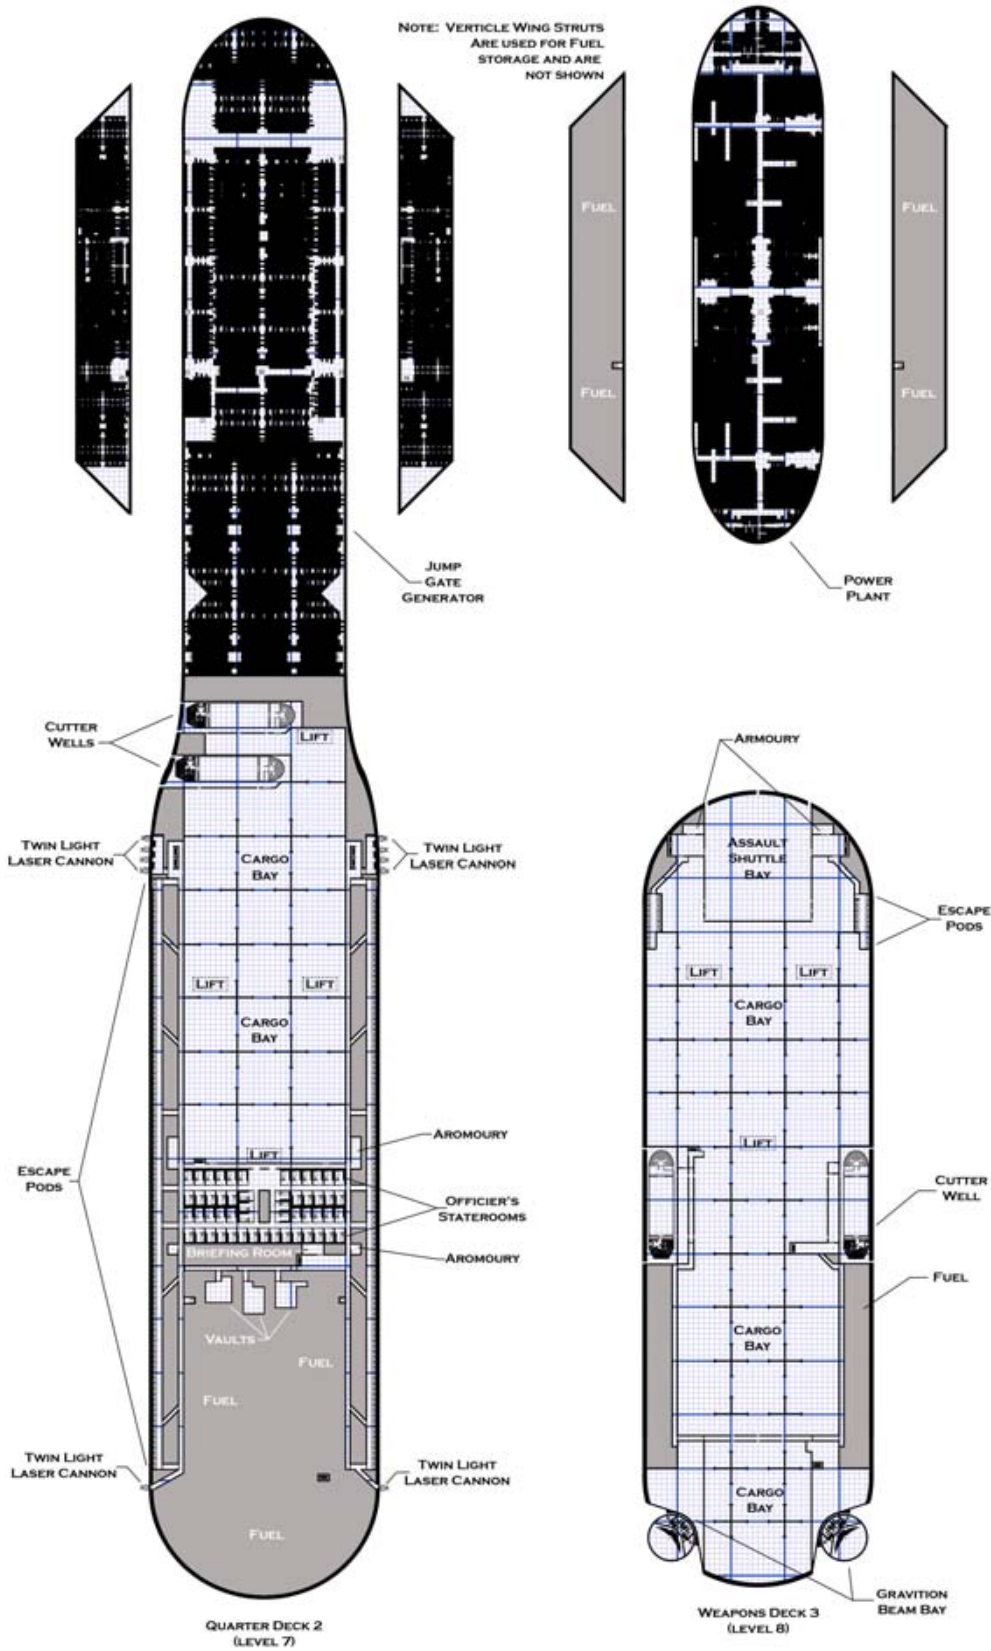 NOTE: VERTICLE WING STRUTS
ARE USED FOR FUEL
STORAGE AND ARE
NOT SHOWN
FUEL
FUEL
FUEL
FUEL
JUMP
GATE
GENERATOR
POWER
PLANT
CUTTER
WELLS
LIFT
TWIN LIGHT
LASER CANNON
TWIN LIGHT
LASER CANNON
CARGO
BAY
LIFT
LIFT
CARGO
BAY
AROMOURY
LIFT
ESCAPE
PODS
OFFICIER'S
STATEROOMS
BRIEFING ROOM
AROMOURY
VAULTS
FUEL
FUEL
TWIN LIGHT
LASER CANNON
TWIN LIGHT
LASER CANNON
FUEL
QUARTER DECK 2
(LEVEL 7)
ARMOURY
ASSAULT
SHUTTLE
BAY
ESCAPE
PODS
LIFT
LIFT
CARGO
BAY
LIFT
CUTTER
WELL
FUEL
CARGO
BAY
CARGO
BAY
GRAVITION
BEAM BAY
WEAPONS DECK 3
(LEVEL 8)